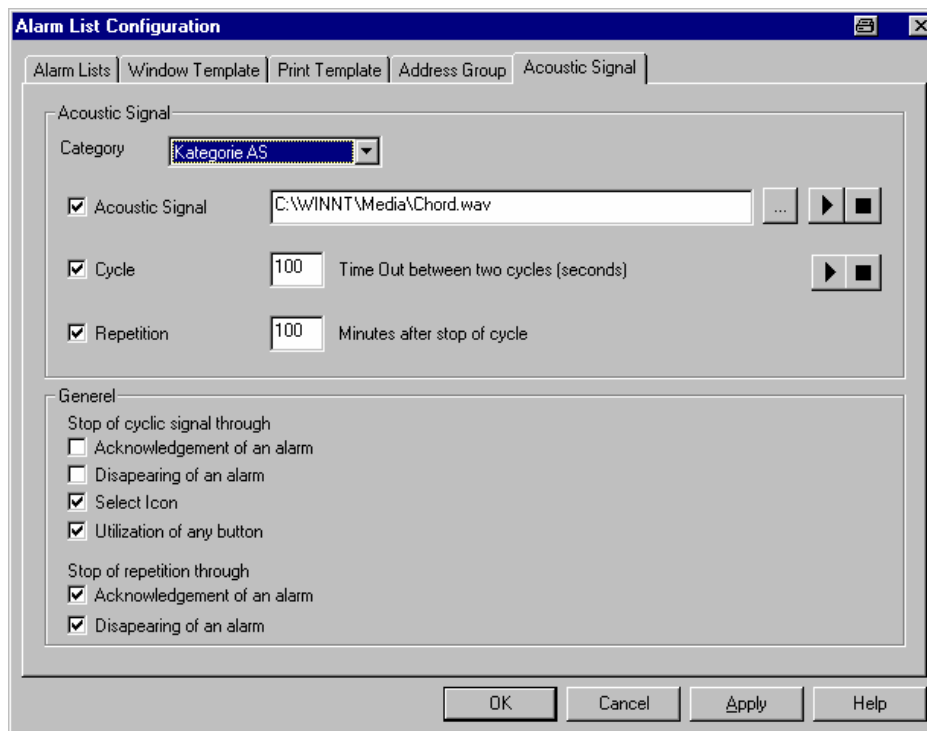 Alarm List Configuration
Alarm Lists Window Template Print Template Address Group Acoustic Signal
Acoustic Signal
Category Kategorie AS
Acoustic Signal C:\WINNT\Media\Chord.wav ...
Cycle 100 Time Out between two cycles (seconds)
Repetition 100 Minutes after stop of cycle
Generel
Stop of cyclic signal through
Acknowledgement of an alarm
Disapearing of an alarm
Select Icon
Utilization of any button
Stop of repetition through
Acknowledgement of an alarm
Disapearing of an alarm
OK Cancel Apply Help